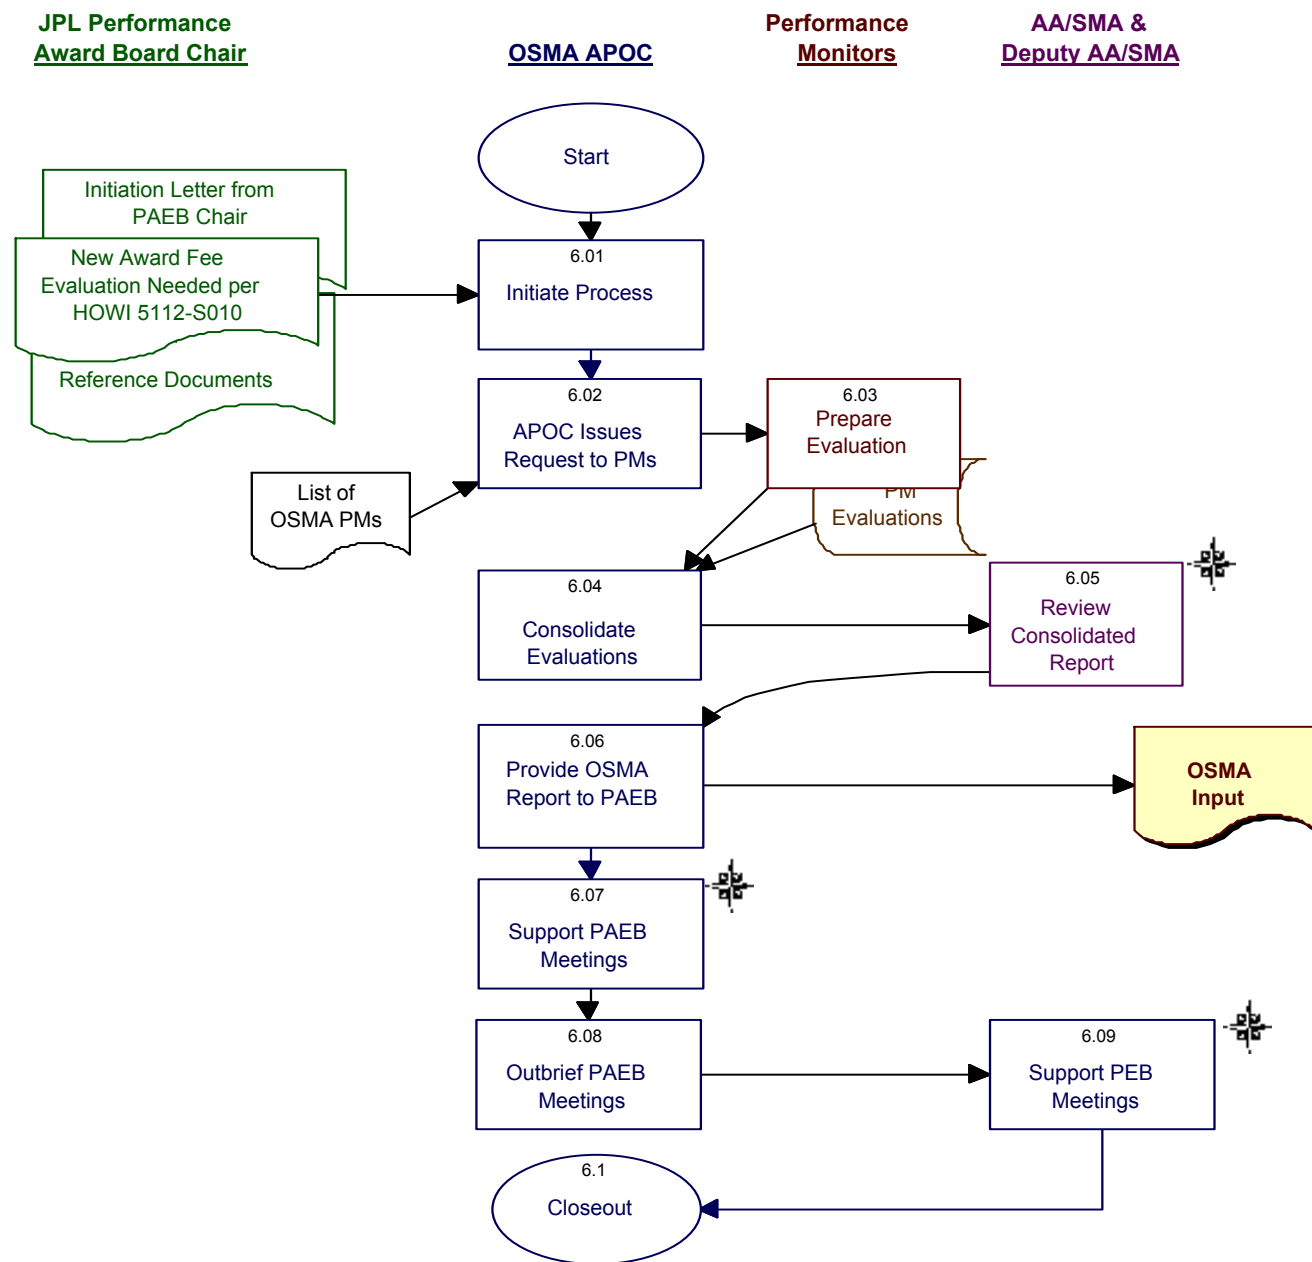 JPL Performance
Award Board Chair
OSMA APOC
Performance
Monitors
AA/SMA &
Deputy AA/SMA
Start
Initiation Letter from
PAEB Chair
New Award Fee
Evaluation Needed per
HOWI 5112-S010
Reference Documents
6.01
Initiate Process
6.02
APOC Issues
Request to PMs
6.03
Prepare
Evaluation
List of
OSMA PMs
PM
Evaluations
6.04
Consolidate
Evaluations
6.05
Review
Consolidated
Report
6.06
Provide OSMA
Report to PAEB
OSMA
Input
6.07
Support PAEB
Meetings
6.08
Outbrief PAEB
Meetings
6.09
Support PEB
Meetings
6.1
Closeout